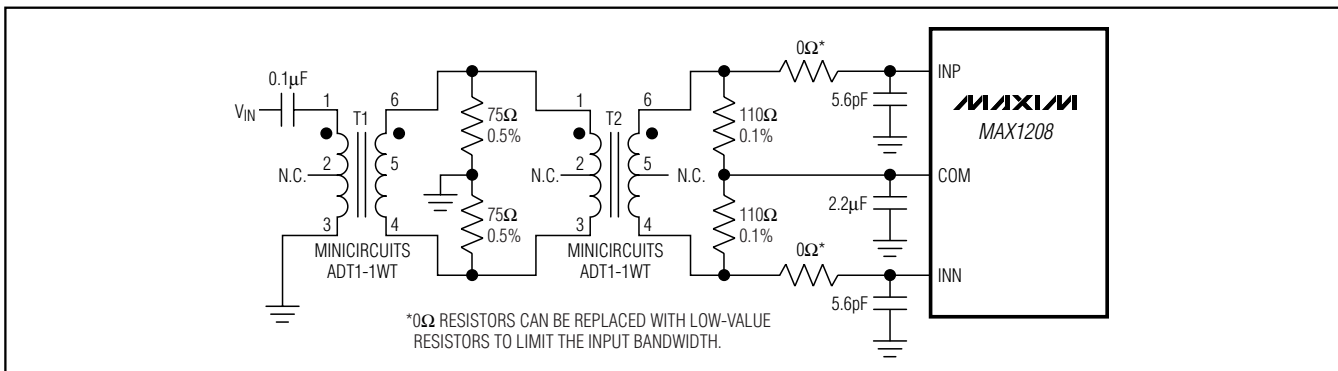 0Ω*
0.1μF
V_IN
1
6
T1
2
N.C.
5
3
4
MINICIRCUITS
ADT1-1WT
75Ω
0.5%
75Ω
0.5%
1
6
T2
2
N.C.
5
N.C.
3
4
MINICIRCUITS
ADT1-1WT
110Ω
0.1%
110Ω
0.1%
5.6pF
INP
MAXIM
MAX1208
COM
2.2μF
0Ω*
INN
5.6pF
*0Ω RESISTORS CAN BE REPLACED WITH LOW-VALUE
RESISTORS TO LIMIT THE INPUT BANDWIDTH.